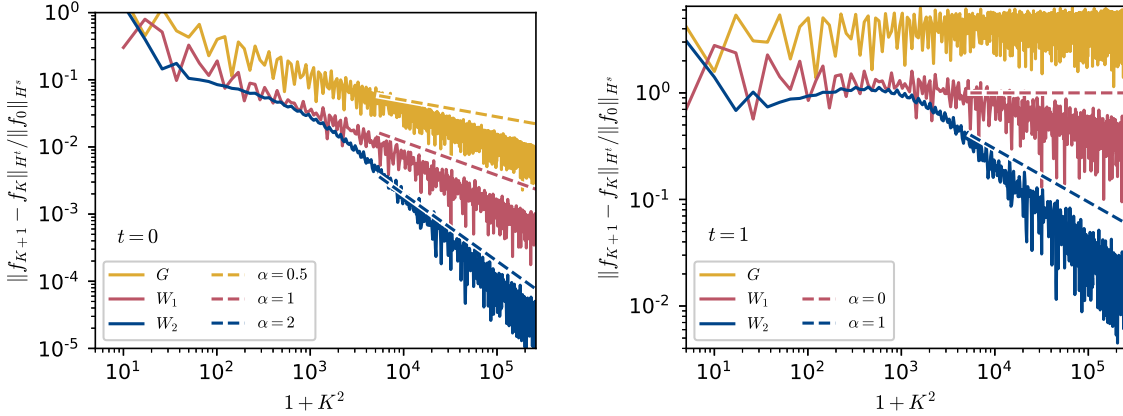 10^0
10^{-1}
10^{-2}
10^{-3}
10^{-4}
10^{-5}
‖f_{K+1} − f_K‖_{H^t}/‖f_0‖_{H^s}
t=0
G α=0.5
W_1 α=1
W_2 α=2
10^1 10^2 10^3 10^4 10^5
1 + K^2
10^0
10^{-1}
10^{-2}
‖f_{K+1} − f_K‖_{H^t}/‖f_0‖_{H^s}
t=1
G
W_1 α=0
W_2 α=1
10^1 10^2 10^3 10^4 10^5
1 + K^2